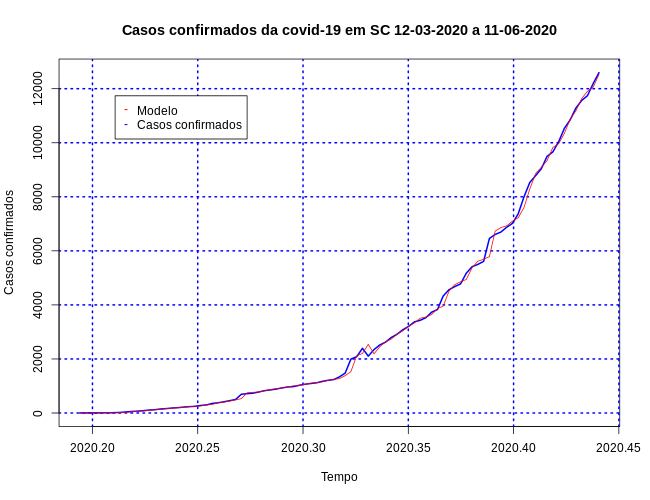 Casos confirmados da covid-19 em SC 12-03-2020 a 11-06-2020
Casos confirmados
12000
10000
8000
6000
4000
2000
0
- Modelo
- Casos confirmados
2020.20 2020.25 2020.30 2020.35 2020.40 2020.45
Tempo